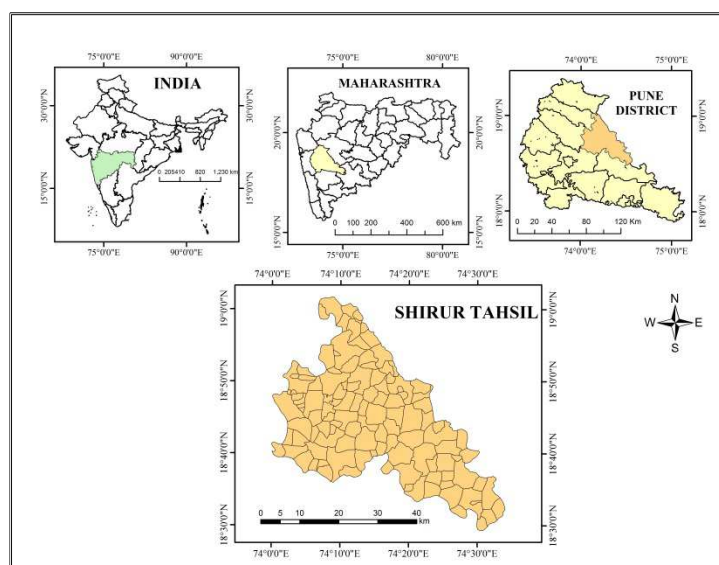 75°0'0"E 90°0'0"E
INDIA
30°0'0"N
15°0'0"N
0 205410 820 1,230 km
75°0'0"E 90°0'0"E
75°0'0"E 80°0'0"E
MAHARASHTRA
20°0'0"N
20°0'0"N
15°0'0"N
15°0'0"N
0 100 200 400 600 Km
75°0'0"E 80°0'0"E
74°0'0"E 75°0'0"E
PUNE
DISTRICT
19°0'0"N
19°0'0"N
18°0'0"N
18°0'0"N
0 20 40 80 120 Km
74°0'0"E 75°0'0"E
74°0'0"E 74°10'0"E 74°20'0"E 74°30'0"E
SHIRUR TAHSIL
19°0'0"N
19°0'0"N
18°50'0"N
18°50'0"N
18°40'0"N
18°40'0"N
18°30'0"N
18°30'0"N
0 5 10 20 30 40
km
74°0'0"E 74°10'0"E 74°20'0"E 74°30'0"E
N
W E
S